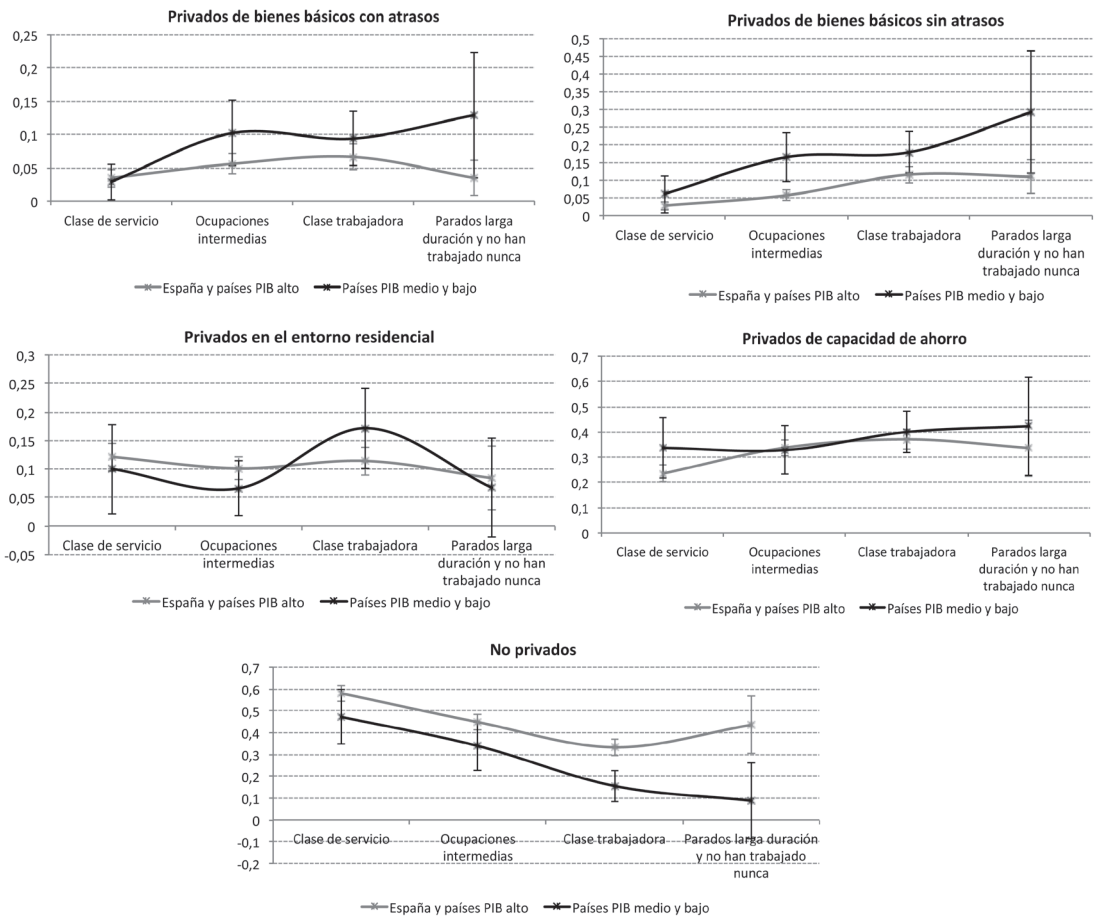 Privados de bienes básicos con atrasos
0,25
0,2
0,15
0,1
0,05
0
Clase de servicio
Ocupaciones
intermedias
Clase trabajadora
Parados larga
duración y no han
trabajado nunca
España y países PIB alto
Países PIB medio y bajo
Privados de bienes básicos sin atrasos
0,5
0,45
0,4
0,35
0,3
0,25
0,2
0,15
0,1
0,05
0
Clase de servicio
Ocupaciones
intermedias
Clase trabajadora
Parados larga
duración y no han
trabajado nunca
España y países PIB alto
Países PIB medio y bajo
Privados en el entorno residencial
0,3
0,25
0,2
0,15
0,1
0,05
0
-0,05
Clase de servicio
Ocupaciones
intermedias
Clase trabajadora
Parados larga
duración y no han
trabajado nunca
España y países PIB alto
Países PIB medio y bajo
Privados de capacidad de ahorro
0,7
0,6
0,5
0,4
0,3
0,2
0,1
0
Clase de servicio
Ocupaciones
intermedias
Clase trabajadora
Parados larga
duración y no han
trabajado nunca
España y países PIB alto
Países PIB medio y bajo
No privados
0,7
0,6
0,5
0,4
0,3
0,2
0,1
0
-0,1
-0,2
Clase de servicio
Ocupaciones
intermedias
Clase trabajadora
Parados larga duración
y no han trabajado
nunca
España y países PIB alto
Países PIB medio y bajo